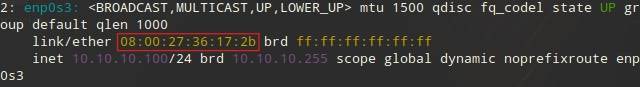 2: enp0s3: <BROADCAST,MULTICAST,UP,LOWER_UP> mtu 1500 qdisc fq_codel state UP gr
oup default qlen 1000
link/ether 08:00:27:36:17:2b brd ff:ff:ff:ff:ff:ff
inet 10.10.10.100/24 brd 10.10.10.255 scope global dynamic noprefixroute enp
0s3